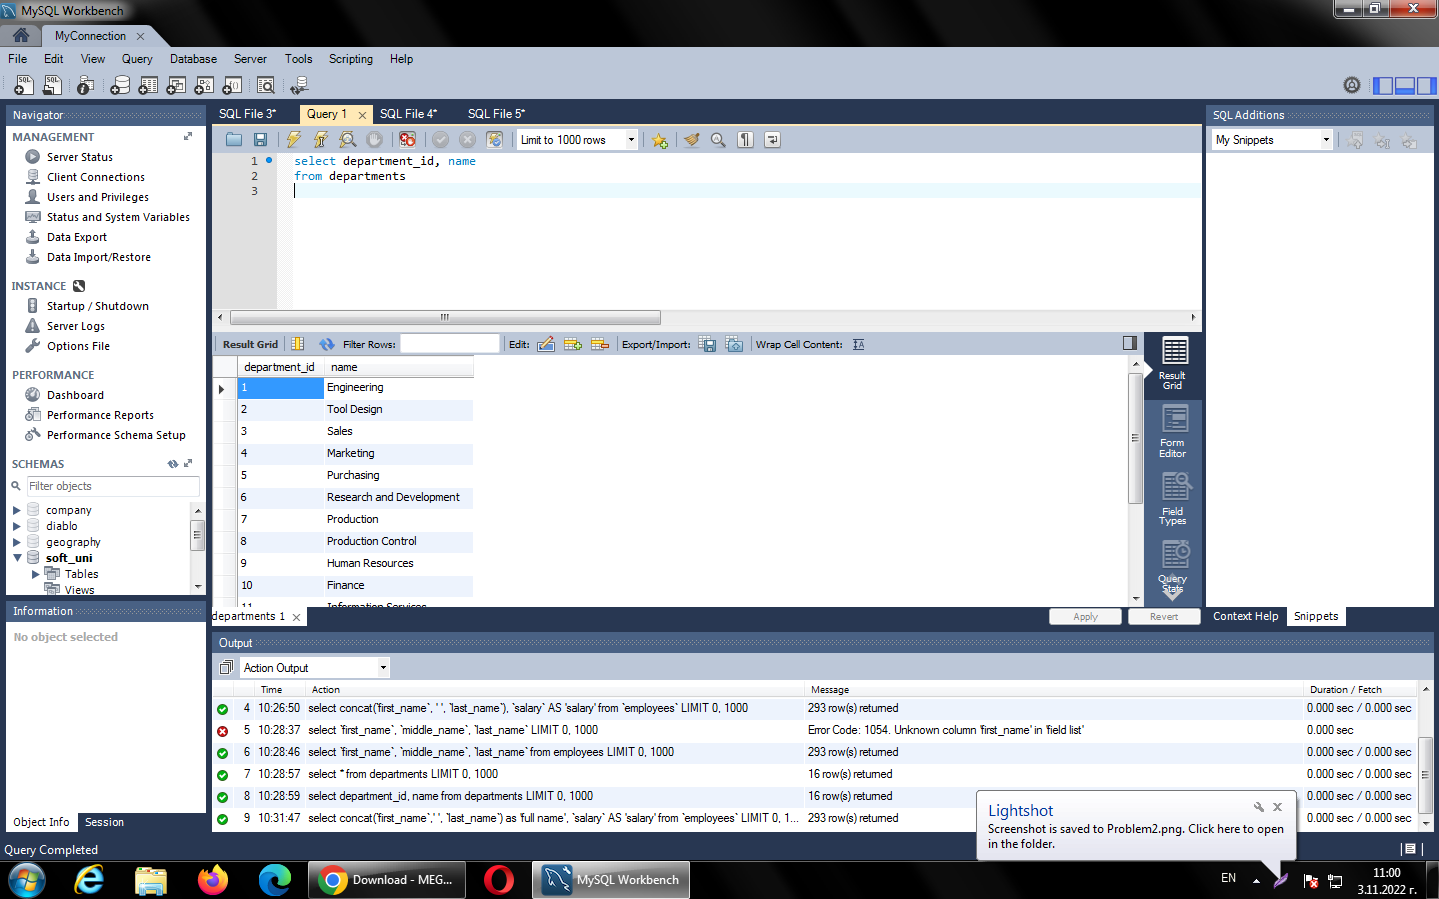 MySQL Workbench
MyConnection
File Edit View Query Database Server Tools Scripting Help
Navigator
MANAGEMENT
Server Status
Client Connections
Users and Privileges
Status and System Variables
Data Export
Data Import/Restore
INSTANCE
Startup / Shutdown
Server Logs
Options File
PERFORMANCE
Dashboard
Performance Reports
Performance Schema Setup
SCHEMAS
Filter objects
company
diablo
geography
soft_uni
Tables
Views
Information
No object selected
Object Info Session
SQL File 3* Query 1 SQL File 4* SQL File 5*
Limit to 1000 rows
1 select department_id, name
2 from departments
3
Result Grid Filter Rows: Edit: Export/Import: Wrap Cell Content:
department_id name
1 Engineering
2 Tool Design
3 Sales
4 Marketing
5 Purchasing
6 Research and Development
7 Production
8 Production Control
9 Human Resources
10 Finance
11 Information Services
Result
Grid
Form
Editor
Field
Types
Query
Stats
departments 1
Apply Revert
SQL Additions
My Snippets
Context Help Snippets
Output
Action Output
Time Action Message Duration / Fetch
4 10:26:50 select concat(`first_name`, ' ', `last_name`), `salary` AS 'salary' from `employees` LIMIT 0, 1000 293 row(s) returned 0.000 sec / 0.000 sec
5 10:28:37 select `first_name`, `middle_name`, `last_name` LIMIT 0, 1000 Error Code: 1054. Unknown column 'first_name' in 'field list' 0.000 sec
6 10:28:46 select `first_name`, `middle_name`, `last_name` from employees LIMIT 0, 1000 293 row(s) returned 0.000 sec / 0.000 sec
7 10:28:57 select * from departments LIMIT 0, 1000 16 row(s) returned 0.000 sec / 0.000 sec
8 10:28:59 select department_id, name from departments LIMIT 0, 1000 16 row(s) returned 0.000 sec / 0.000 sec
9 10:31:47 select concat(`first_name`,' ', `last_name`) as 'full name', `salary` AS 'salary' from `employees` LIMIT 0, 1... 293 row(s) returned 0.000 sec / 0.000 sec
Lightshot
Screenshot is saved to Problem2.png. Click here to open
in the folder.
Query Completed
Download - MEG...
MySQL Workbench
EN
11:00
3.11.2022 г.